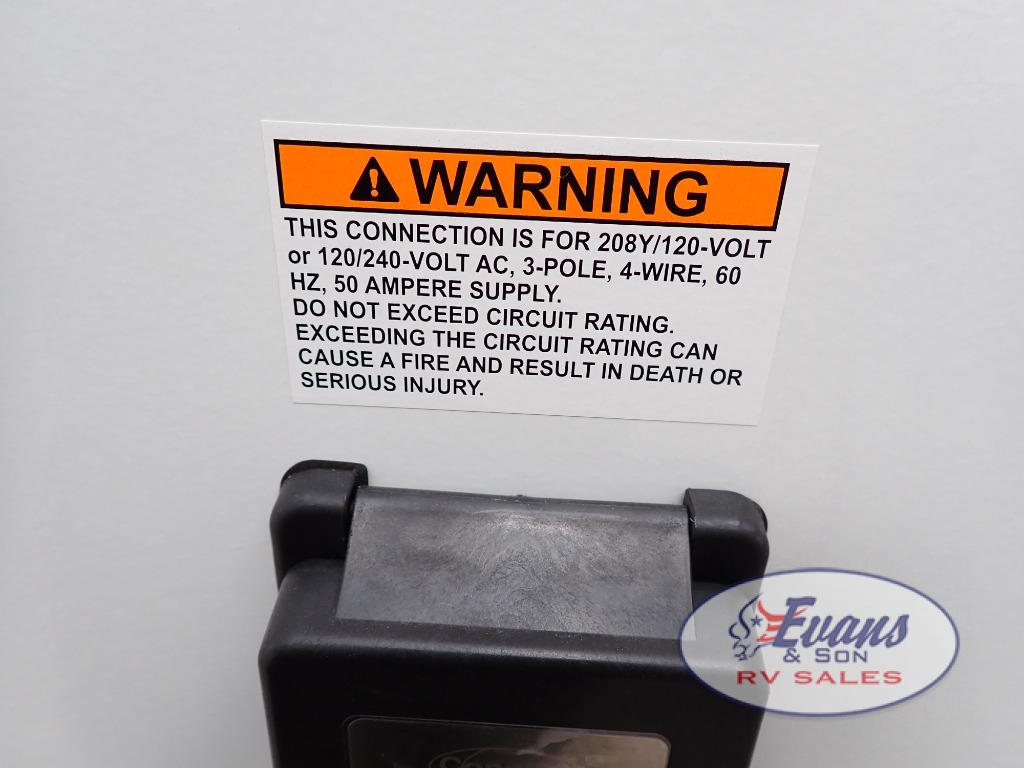 WARNING
THIS CONNECTION IS FOR 208Y/120-VOLT
or 120/240-VOLT AC, 3-POLE, 4-WIRE, 60
HZ, 50 AMPERE SUPPLY.
DO NOT EXCEED CIRCUIT RATING.
EXCEEDING THE CIRCUIT RATING CAN
CAUSE A FIRE AND RESULT IN DEATH OR
SERIOUS INJURY.
Evans
& SON
RV SALES